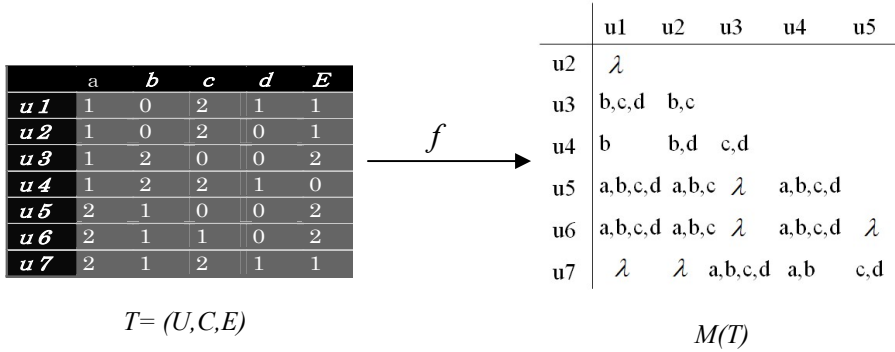 a b c d E
u1 1 0 2 1 1
u2 1 0 2 0 1
u3 1 2 0 0 2
u4 1 2 2 1 0
u5 2 1 0 0 2
u6 2 1 1 0 2
u7 2 1 2 1 1
T= (U,C,E)
f
u1 u2 u3 u4 u5
u2 λ
u3 b,c,d b,c
u4 b b,d c,d
u5 a,b,c,d a,b,c λ a,b,c,d
u6 a,b,c,d a,b,c λ a,b,c,d λ
u7 λ λ a,b,c,d a,b c,d
M(T)